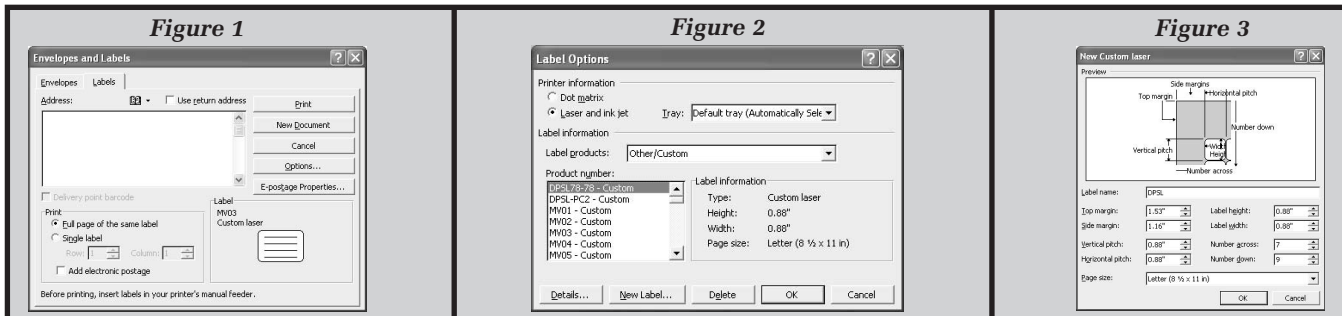 Figure 1
Envelopes and Labels
Envelopes Labels
Address: Use return address
Print
New Document
Cancel
Options...
E-postage Properties...
Delivery point barcode
Print
Full page of the same label
Single label
Row: 1 Column: 1
Add electronic postage
Label
MV03
Custom laser
Before printing, insert labels in your printer's manual feeder.
Figure 2
Label Options
Printer information
Dot matrix
Laser and ink jet Tray: Default tray (Automatically Sele
Label information
Label products: Other/Custom
Product number:
DPSL78-78 - Custom
DPSL-PC2 - Custom
MV01 - Custom
MV02 - Custom
MV03 - Custom
MV04 - Custom
MV05 - Custom
Label information
Type: Custom laser
Height: 0.88"
Width: 0.88"
Page size: Letter (8 ½ x 11 in)
Details... New Label... Delete OK Cancel
Figure 3
New Custom laser
Preview
Side margins
Top margin Horizontal pitch
Number down
Vertical pitch Width
Heigh
Number across
Label name: DPSL
Top margin: 1.53" Label height: 0.88"
Side margin: 1.16" Label width: 0.88"
Vertical pitch: 0.88" Number across: 7
Horizontal pitch: 0.88" Number down: 9
Page size: Letter (8 ½ x 11 in)
OK Cancel